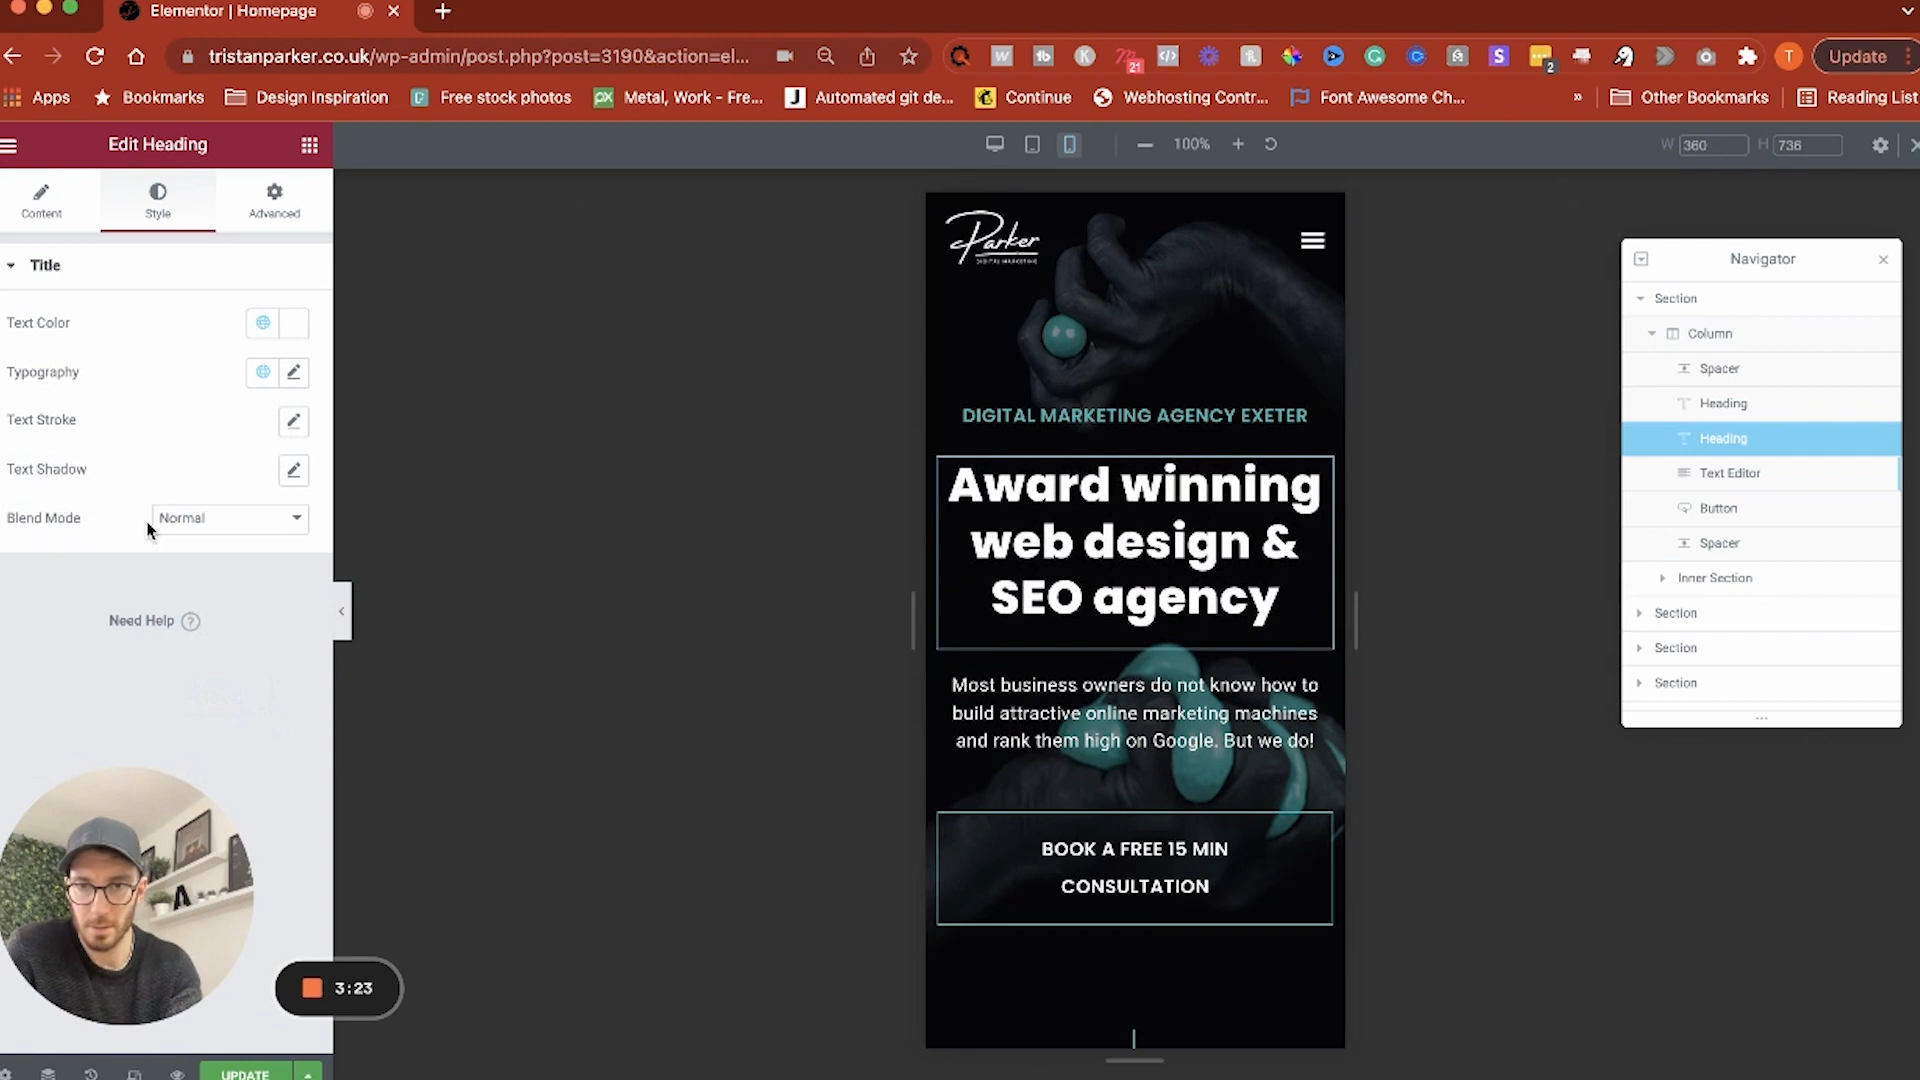 Elementor | Homepage
tristanparker.co.uk/wp-admin/post.php?post=3190&action=el...
21
2
T
Update
Apps
Bookmarks
Design Inspiration
Free stock photos
Metal, Work - Fre...
Automated git de...
Continue
Webhosting Contr...
Font Awesome Ch...
»
Other Bookmarks
Reading List
Edit Heading
100%
W 360
H 736
Content
Style
Advanced
Title
Text Color
Typography
Text Stroke
Text Shadow
Blend Mode
Normal
Need Help
3:23
UPDATE
Parker
DIGITAL MARKETING
DIGITAL MARKETING AGENCY EXETER
Award winning
web design &
SEO agency
Most business owners do not know how to
build attractive online marketing machines
and rank them high on Google. But we do!
BOOK A FREE 15 MIN
CONSULTATION
Navigator
Section
Column
Spacer
Heading
Heading
Text Editor
Button
Spacer
Inner Section
Section
Section
Section